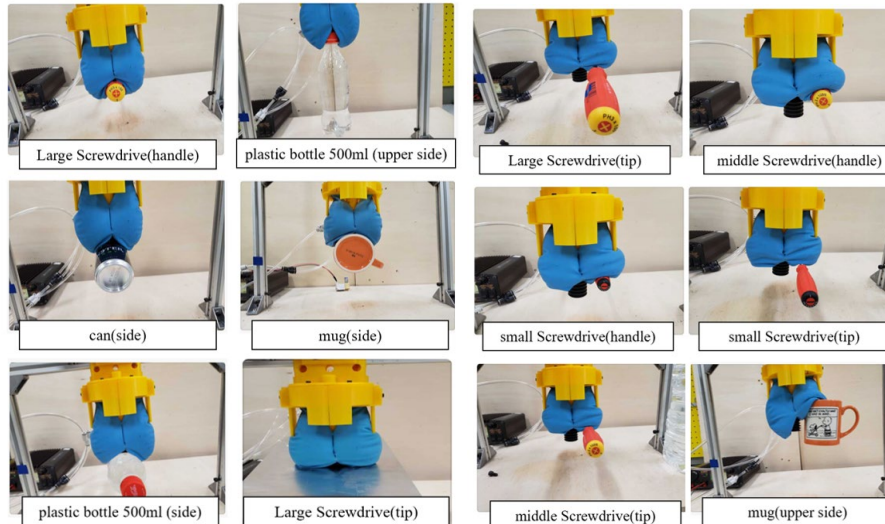 Large Screwdrive(handle)
plastic bottle 500ml (upper side)
Large Screwdrive(tip)
middle Screwdrive(handle)
can(side)
mug(side)
small Screwdrive(handle)
small Screwdrive(tip)
plastic bottle 500ml (side)
Large Screwdrive(tip)
middle Screwdrive(tip)
mug(upper side)